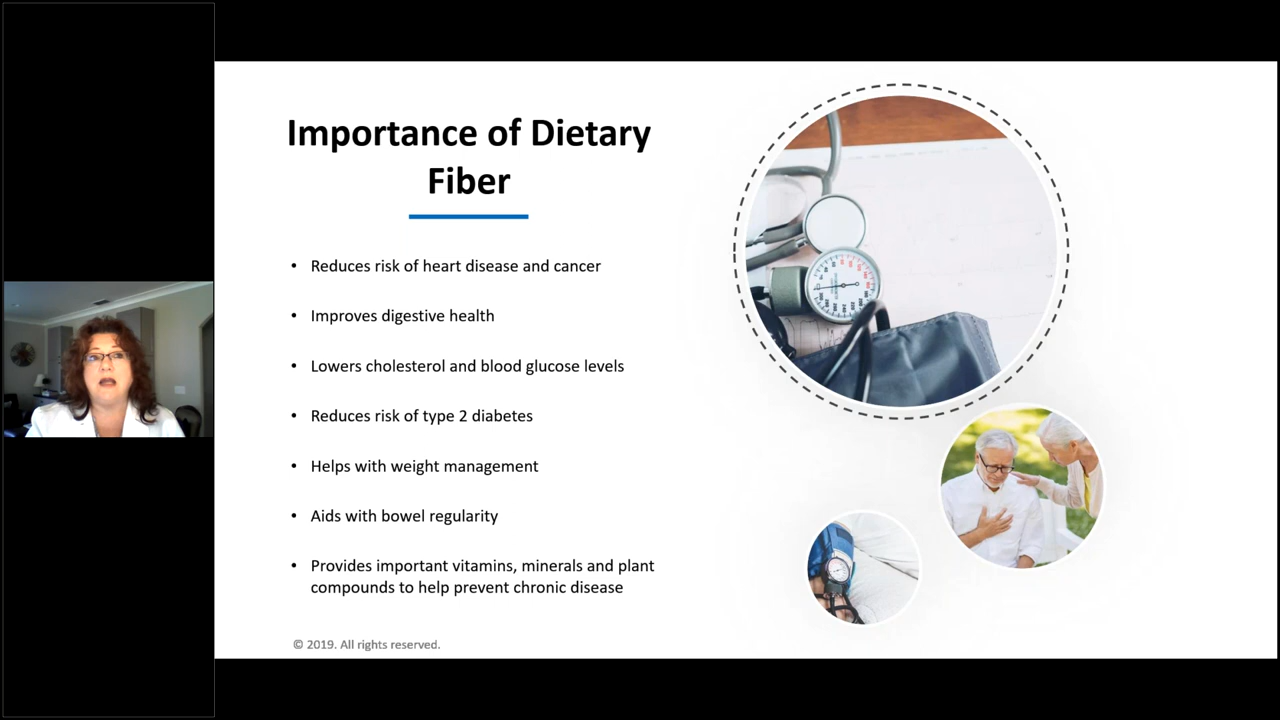 Importance of Dietary
Fiber
• Reduces risk of heart disease and cancer
• Improves digestive health
• Lowers cholesterol and blood glucose levels
• Reduces risk of type 2 diabetes
• Helps with weight management
• Aids with bowel regularity
• Provides important vitamins, minerals and plant
compounds to help prevent chronic disease
© 2019. All rights reserved.